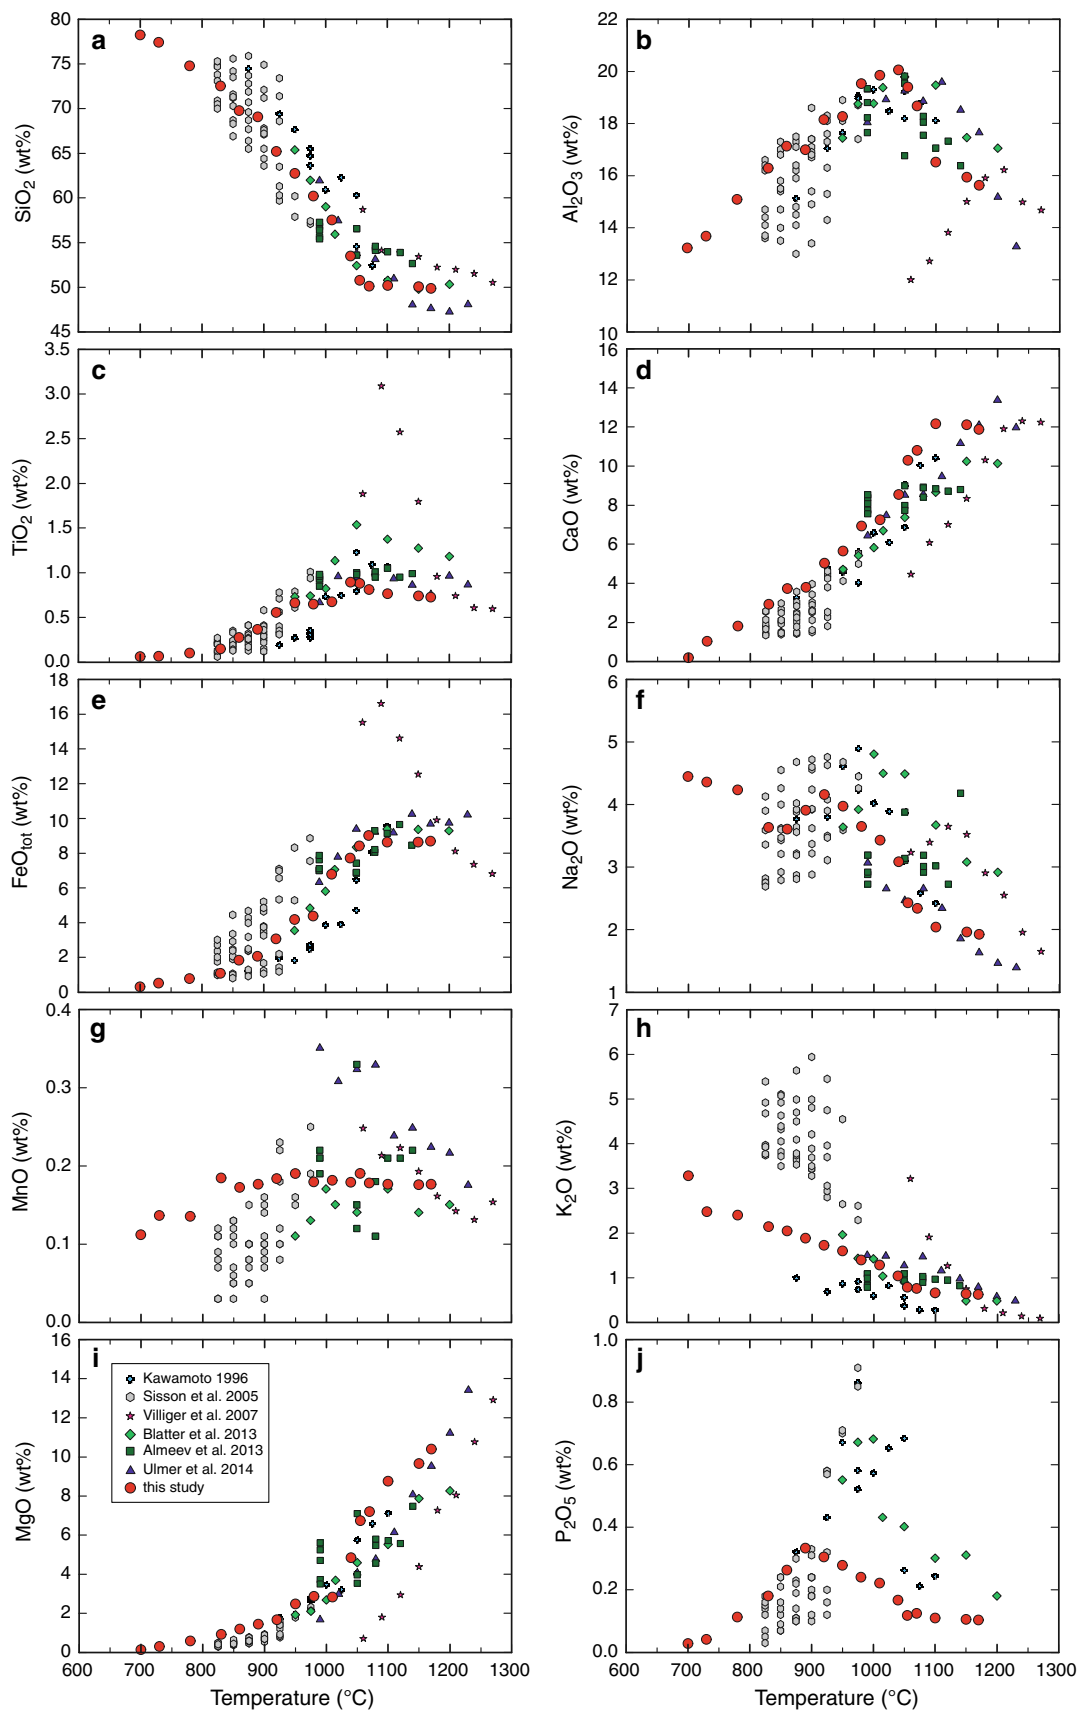 a
SiO2 (wt%)
80
75
70
65
60
55
50
45
b
Al2O3 (wt%)
22
20
18
16
14
12
10
c
TiO2 (wt%)
3.5
3.0
2.5
2.0
1.5
1.0
0.5
0.0
d
CaO (wt%)
16
14
12
10
8
6
4
2
0
e
FeOtot (wt%)
18
16
14
12
10
8
6
4
2
0
f
Na2O (wt%)
6
5
4
3
2
1
g
MnO (wt%)
0.4
0.3
0.2
0.1
0.0
h
K2O (wt%)
7
6
5
4
3
2
1
0
i
MgO (wt%)
16
14
12
10
8
6
4
2
0
Kawamoto 1996
Sisson et al. 2005
Villiger et al. 2007
Blatter et al. 2013
Almeev et al. 2013
Ulmer et al. 2014
this study
600 700 800 900 1000 1100 1200 1300
Temperature (°C)
j
P2O5 (wt%)
1.0
0.8
0.6
0.4
0.2
0.0
600 700 800 900 1000 1100 1200 1300
Temperature (°C)